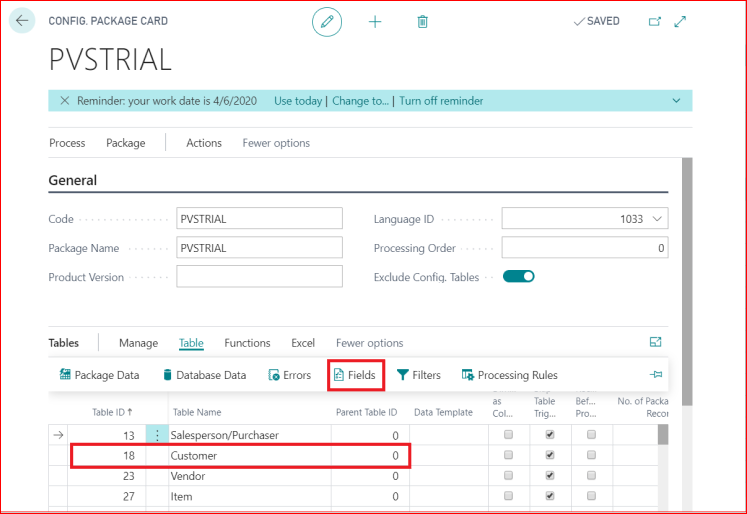 CONFIG. PACKAGE CARD
SAVED
PVSTRIAL
Reminder: your work date is 4/6/2020 Use today | Change to... | Turn off reminder
Process Package Actions Fewer options
General
Code PVSTRIAL Language ID 1033
Package Name PVSTRIAL Processing Order 0
Product Version Exclude Config. Tables
Tables Manage Table Functions Excel Fewer options
Package Data Database Data Errors Fields Filters Processing Rules
as Table Bef... No. of Packa
Table ID ↑ Table Name Parent Table ID Data Template Col... Trig... Pro... Recor
13 Salesperson/Purchaser 0
18 Customer 0
23 Vendor 0
27 Item 0